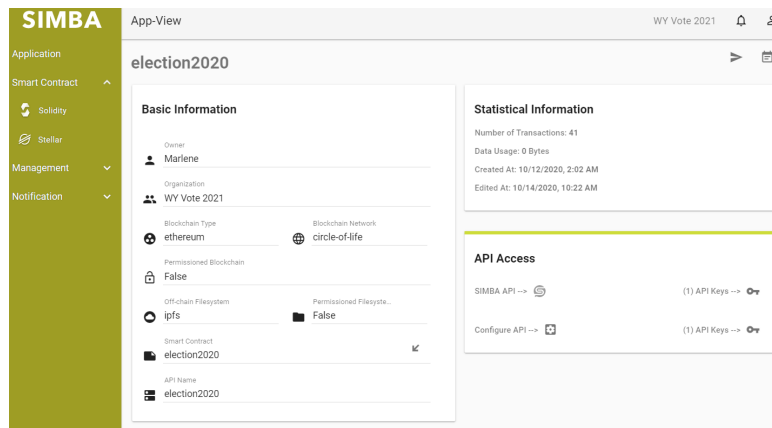 SIMBA
App-View
WY Vote 2021
Application
Smart Contract
Solidity
Stellar
Management
Notification
election2020
Basic Information
Owner
Marlene
Organization
WY Vote 2021
Blockchain Type
ethereum
Blockchain Network
circle-of-life
Permissioned Blockchain
False
Off-chain Filesystem
ipfs
Permissioned Filesyste...
False
Smart Contract
election2020
API Name
election2020
Statistical Information
Number of Transactions: 41
Data Usage: 0 Bytes
Created At: 10/12/2020, 2:02 AM
Edited At: 10/14/2020, 10:22 AM
API Access
SIMBA API -->
(1) API Keys -->
Configure API -->
(1) API Keys -->